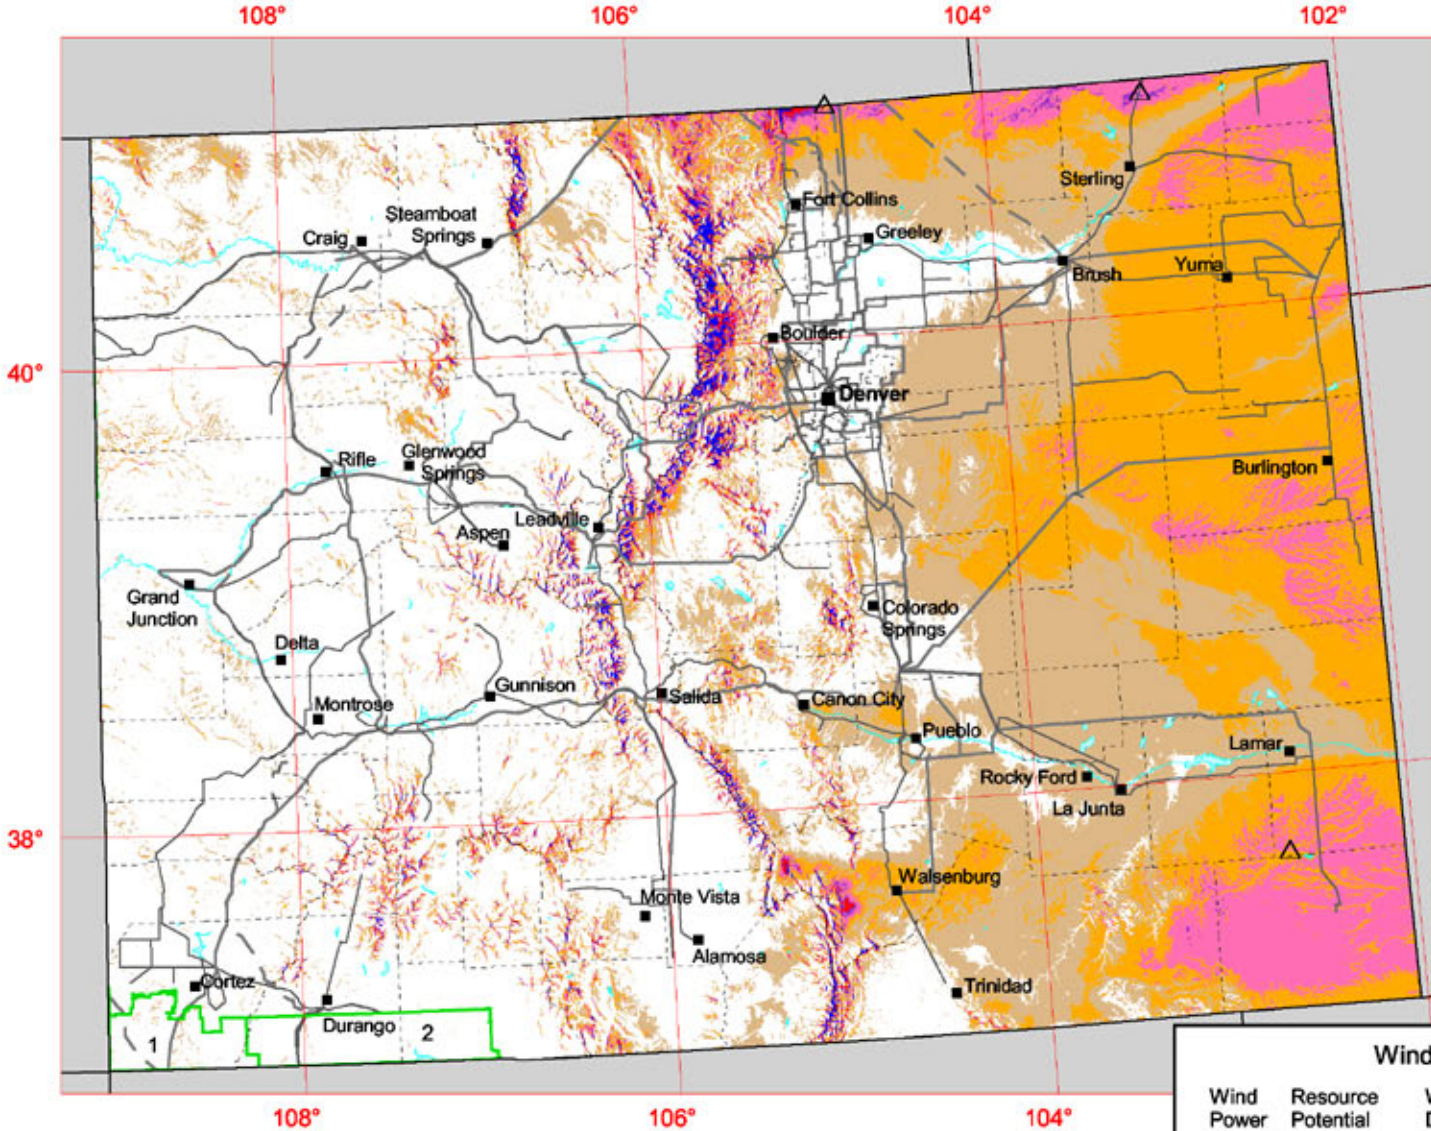 108°
106°
104°
102°
Sterling
Fort Collins
Steamboat
Springs
Craig
Greeley
Yuma
Brush
Boulder
40°
Denver
Glenwood
Springs
Rifle
Burlington
Leadville
Aspen
Grand
Junction
Colorado
Springs
Delta
Gunnison
Salida
Canon City
Montrose
Pueblo
Lamar
Rocky Ford
La Junta
38°
Walsenburg
Monte Vista
Alamosa
Cortez
Trinidad
Durango
1
2
Wind
Wind Resource
Power Potential
108°
106°
104°